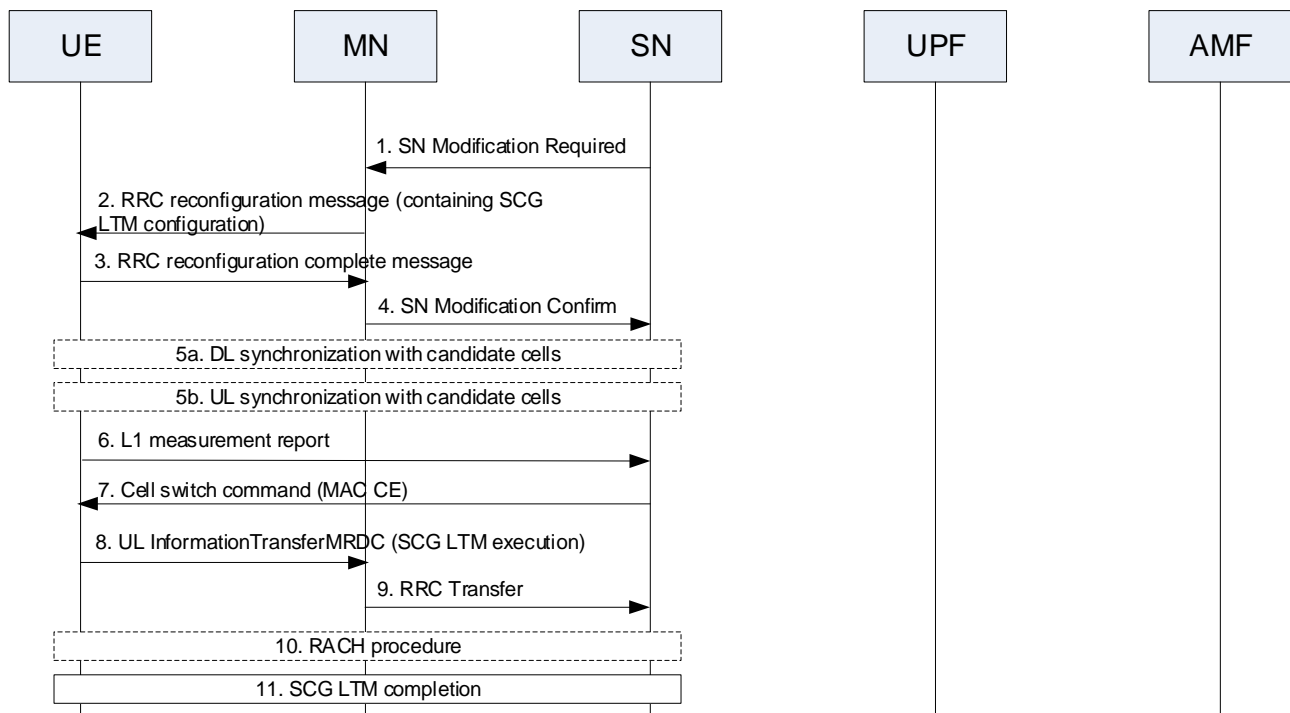 UE
MN
SN
UPF
AMF
1. SN Modification Required
2. RRC reconfiguration message (containing SCG
LTM configuration)
3. RRC reconfiguration complete message
4. SN Modification Confirm
5a. DL synchronization with candidate cells
5b. UL synchronization with candidate cells
6. L1 measurement report
7. Cell switch command (MAC CE)
8. UL InformationTransferMRDC (SCG LTM execution)
9. RRC Transfer
10. RACH procedure
11. SCG LTM completion